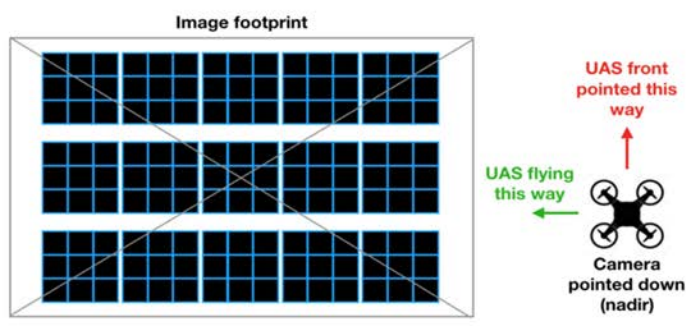 Image footprint
UAS front
pointed this
way
UAS flying
this way
Camera
pointed down
(nadir)